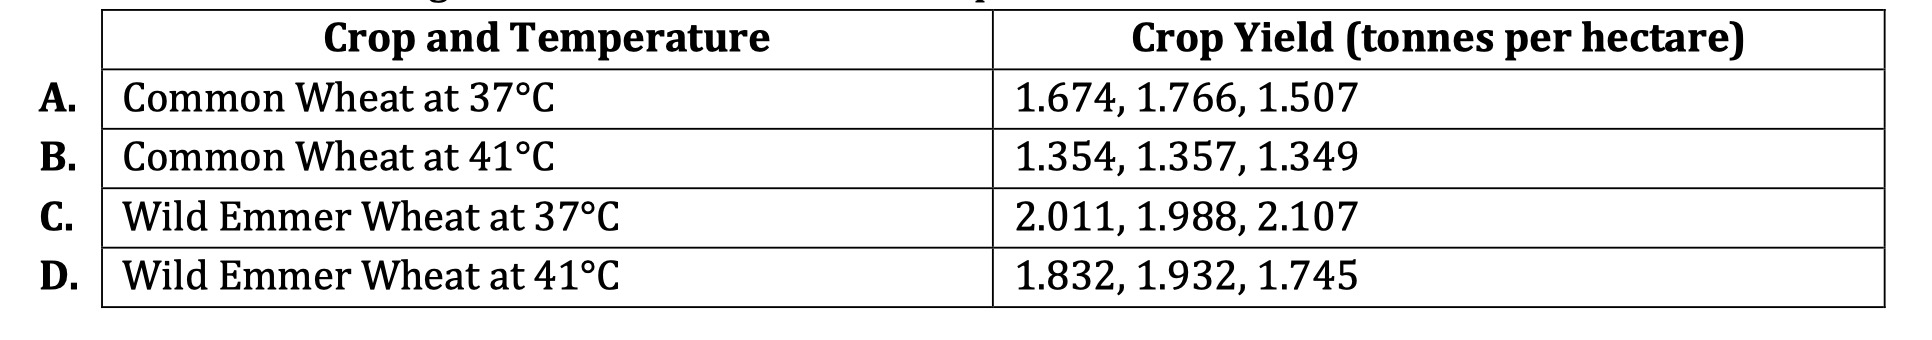 Crop and Temperature Crop Yield (tonnes per hectare)
A. Common Wheat at 37°C 1.674, 1.766, 1.507
B. Common Wheat at 41°C 1.354, 1.357, 1.349
C. Wild Emmer Wheat at 37°C 2.011, 1.988, 2.107
D. Wild Emmer Wheat at 41°C 1.832, 1.932, 1.745